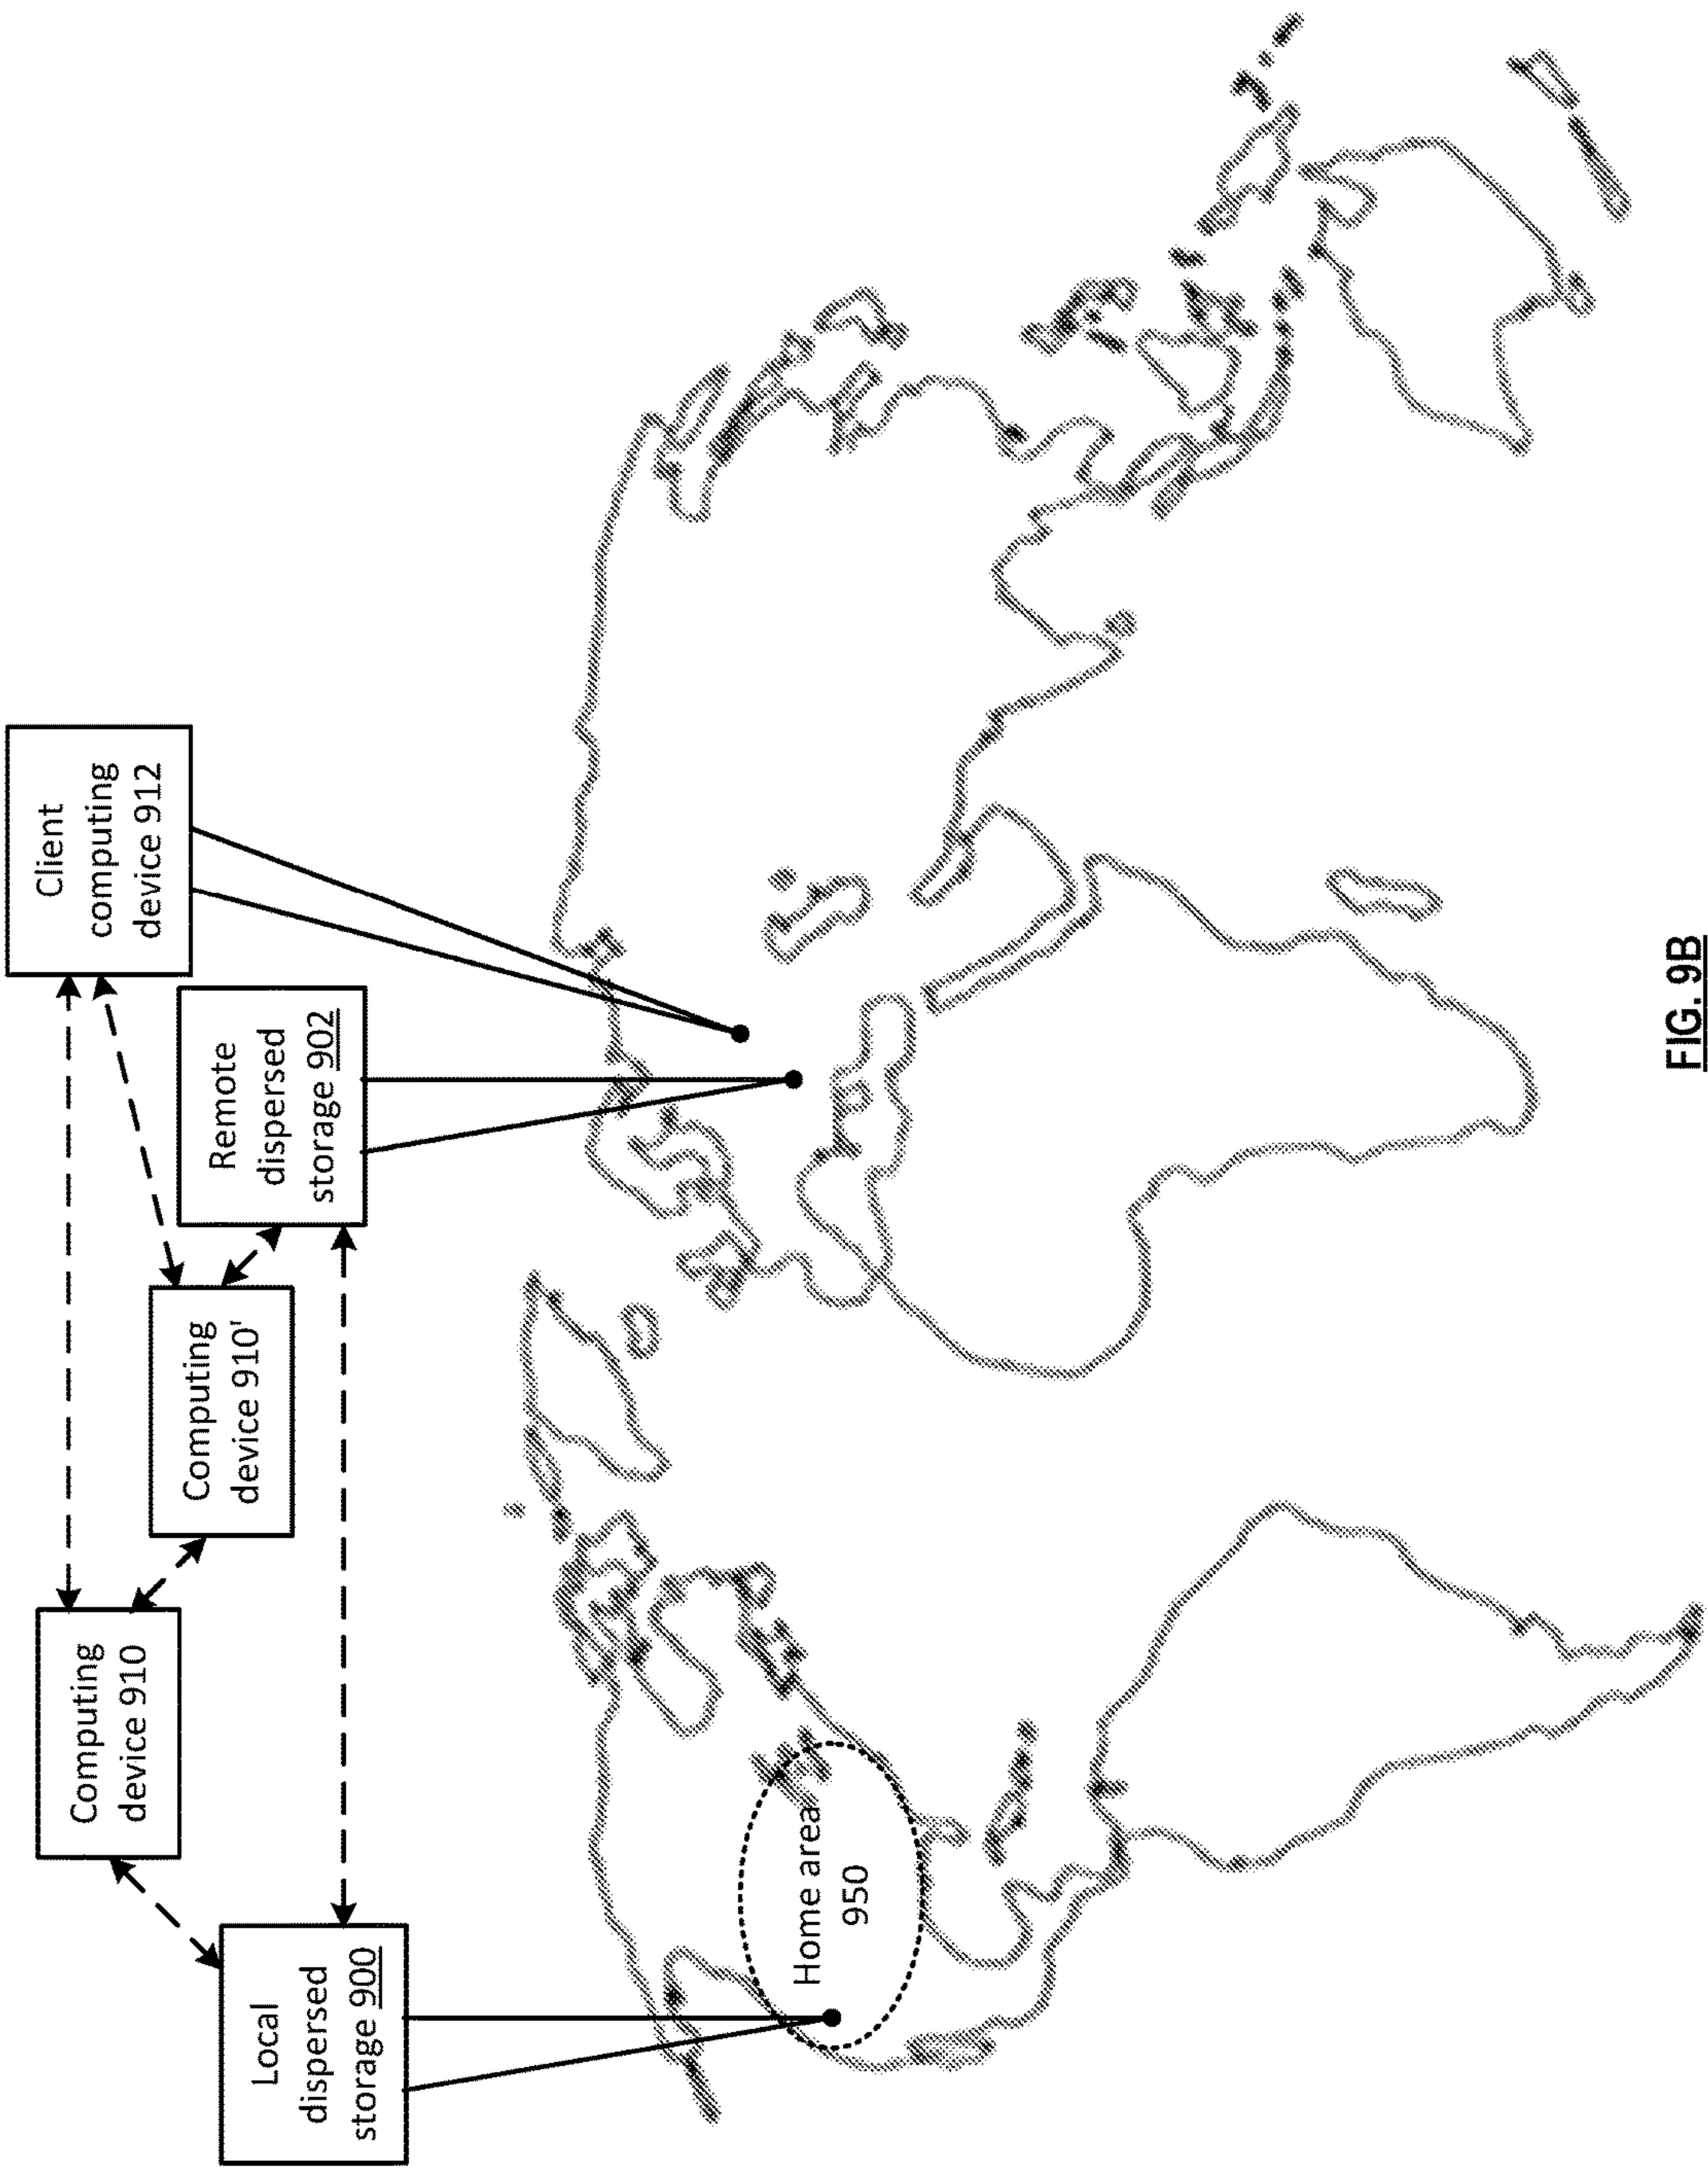 Client
computing
device 912
Remote
dispersed
storage 902
Computing
device 910'
Computing
device 910
Local
dispersed
storage 900
Home area
950
FIG. 9B